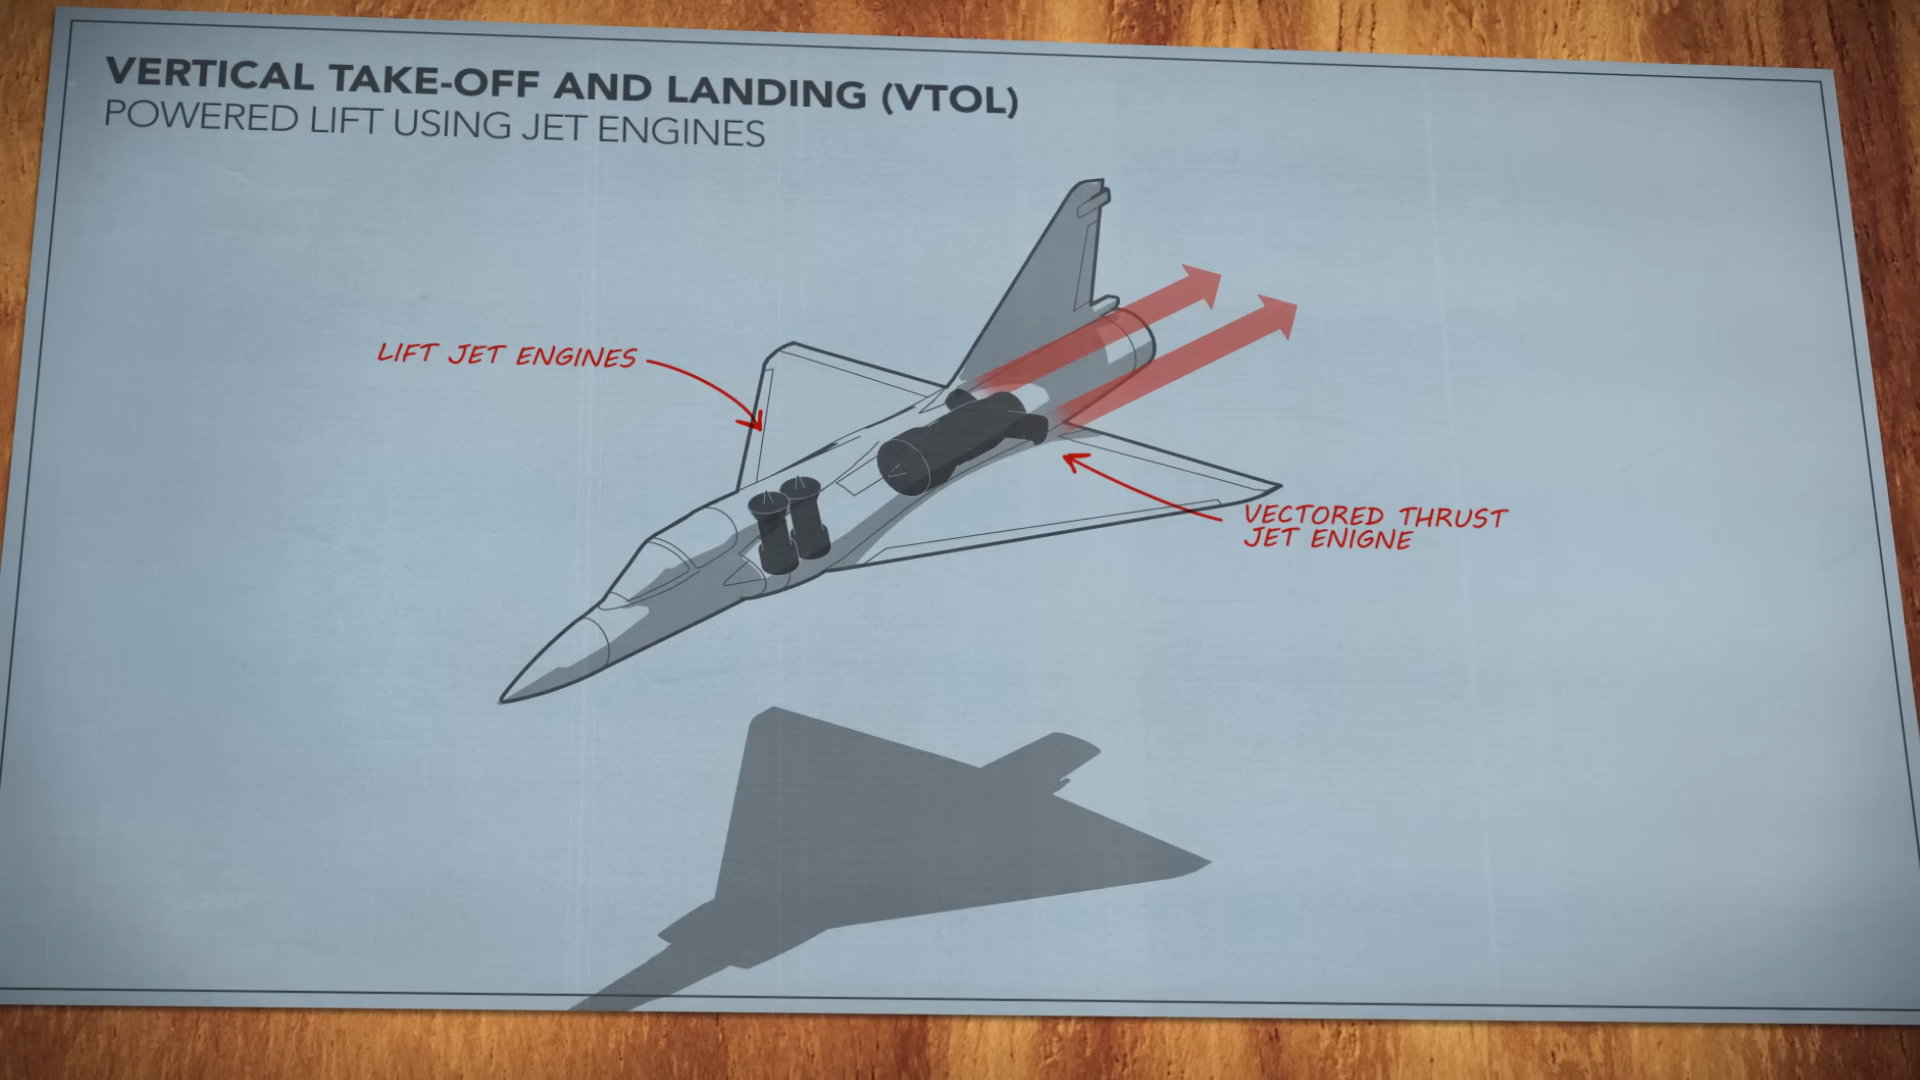 VERTICAL TAKE-OFF AND LANDING (VTOL)
POWERED LIFT USING JET ENGINES
LIFT JET ENGINES
VECTORED THRUST
JET ENIGNE